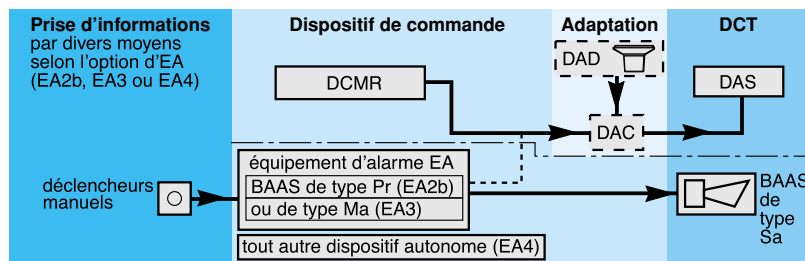 Prise d'informations
par divers moyens
selon l'option d'EA
(EA2b, EA3 ou EA4)
Dispositif de commande
Adaptation
DCT
DAD
DCMR
DAS
DAC
déclencheurs
manuels
équipement d'alarme EA
BAAS de type Pr (EA2b)
ou de type Ma (EA3)
tout autre dispositif autonome (EA4)
BAAS
de
type
Sa